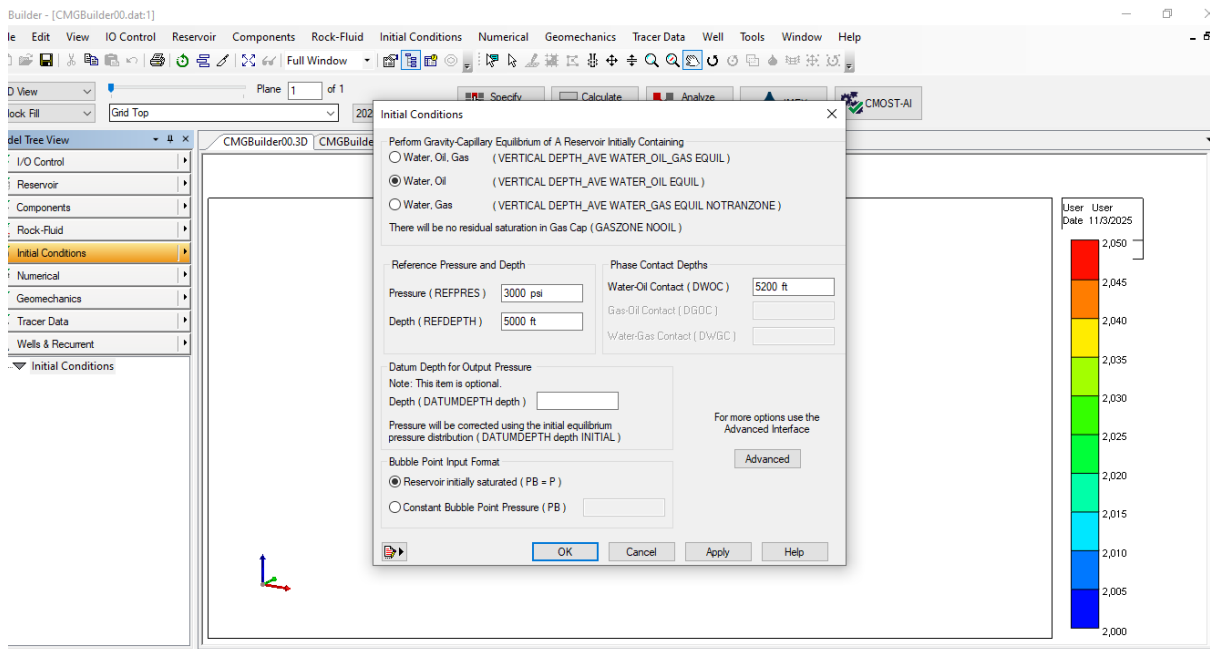 Builder - [CMGBuilder00.dat:1]
le Edit View IO Control Reservoir Components Rock-Fluid Initial Conditions Numerical Geomechanics Tracer Data Well Tools Window Help
Full Window
D View Plane 1 of 1
lock Fill Grid Top 202
Specify Calculate Analyze
CMOST-AI
del Tree View
CMGBuilder00.3D CMGBuilde
I/O Control
Reservoir
Components
Rock-Fluid
Initial Conditions
Numerical
Geomechanics
Tracer Data
Wells & Recurrent
Initial Conditions
Initial Conditions
Perform Gravity-Capillary Equilibrium of A Reservoir Initially Containing
Water, Oil, Gas ( VERTICAL DEPTH_AVE WATER_OIL_GAS EQUIL )
Water, Oil ( VERTICAL DEPTH_AVE WATER_OIL EQUIL )
Water, Gas ( VERTICAL DEPTH_AVE WATER_GAS EQUIL NOTRANZONE )
There will be no residual saturation in Gas Cap ( GASZONE NOOIL )
Reference Pressure and Depth
Pressure ( REFPRES ) 3000 psi
Depth ( REFDEPTH ) 5000 ft
Phase Contact Depths
Water-Oil Contact ( DWOC ) 5200 ft
Gas-Oil Contact ( DGOC )
Water-Gas Contact ( DWGC )
Datum Depth for Output Pressure
Note: This item is optional.
Depth ( DATUMDEPTH depth )
Pressure will be corrected using the initial equilibrium
pressure distribution ( DATUMDEPTH depth INITIAL )
For more options use the
Advanced Interface
Advanced
Bubble Point Input Format
Reservoir initially saturated ( PB = P )
Constant Bubble Point Pressure ( PB )
OK Cancel Apply Help
User User
Date 11/3/2025
2,050
2,045
2,040
2,035
2,030
2,025
2,020
2,015
2,010
2,005
2,000